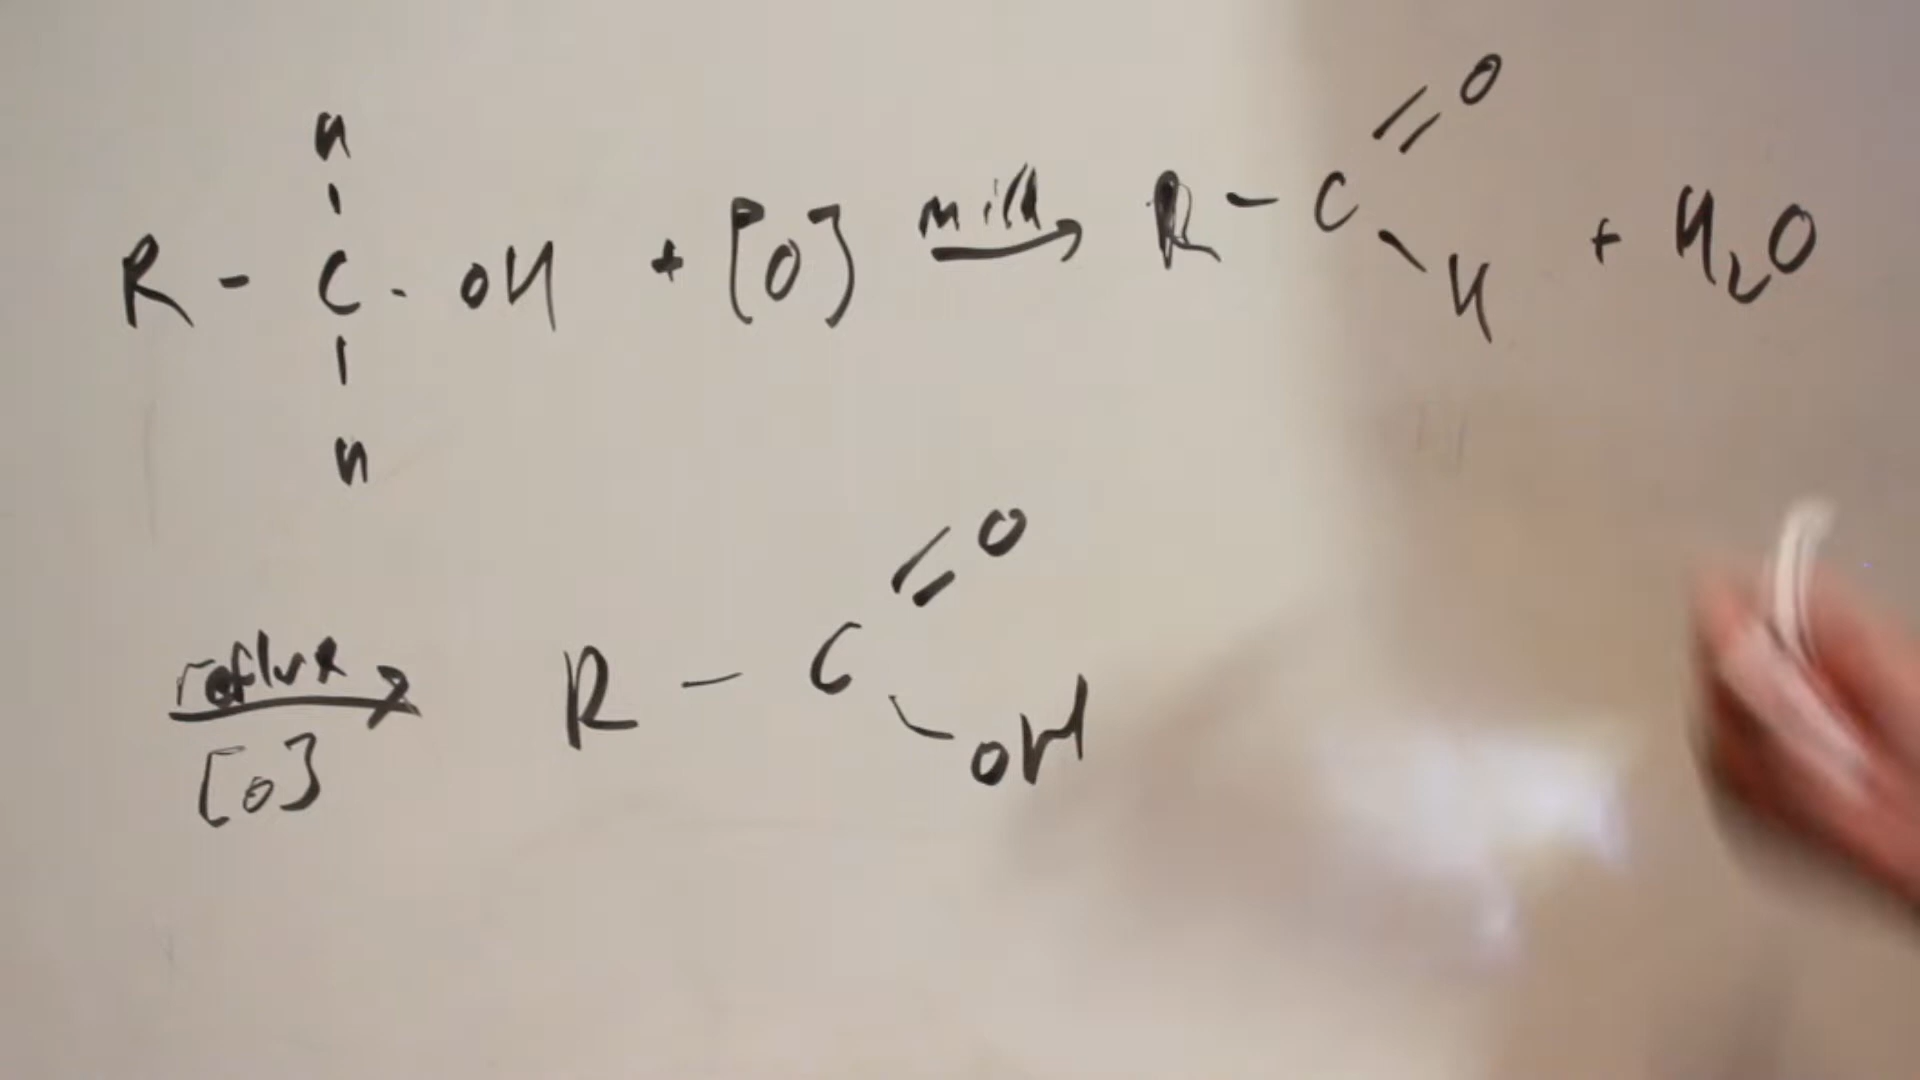 H
R - C - OH + [O] mild → R - C = O H + H2O
H
reflux → R - C = O OH
[O]